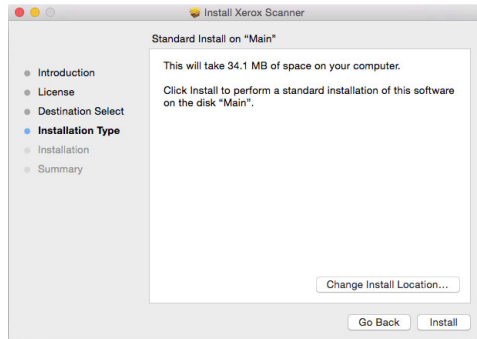 Install Xerox Scanner
Standard Install on “Main”
Introduction
License
Destination Select
Installation Type
Installation
Summary
This will take 34.1 MB of space on your computer.
Click Install to perform a standard installation of this software
on the disk “Main”.
Change Install Location...
Go Back
Install